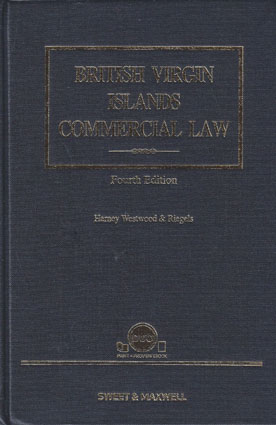 BRITISH VIRGIN
ISLANDS
COMMERCIAL LAW
Fourth Edition
Harney Westwood & Riegels
SWEET & MAXWELL